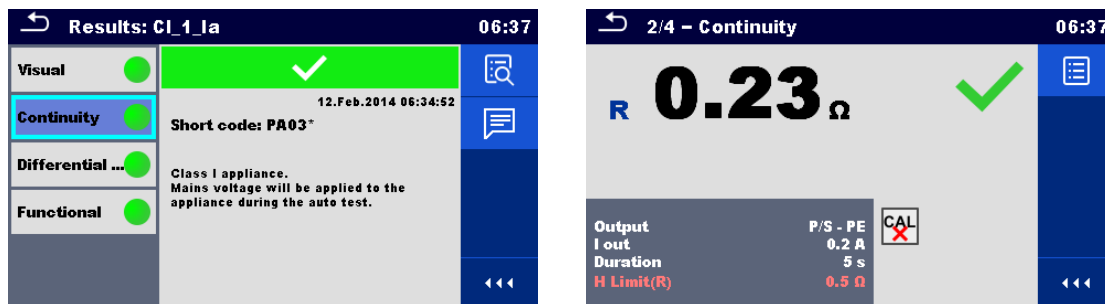 Results: Cl_1_Ia 06:37
Visual
Continuity
Differential ...
Functional
12.Feb.2014 06:34:52
Short code: PA03*
Class I appliance.
Mains voltage will be applied to the
appliance during the auto test.
2/4 – Continuity 06:37
R 0.23 Ω
Output P/S - PE
I out 0.2 A
Duration 5 s
H Limit(R) 0.5 Ω
CAL